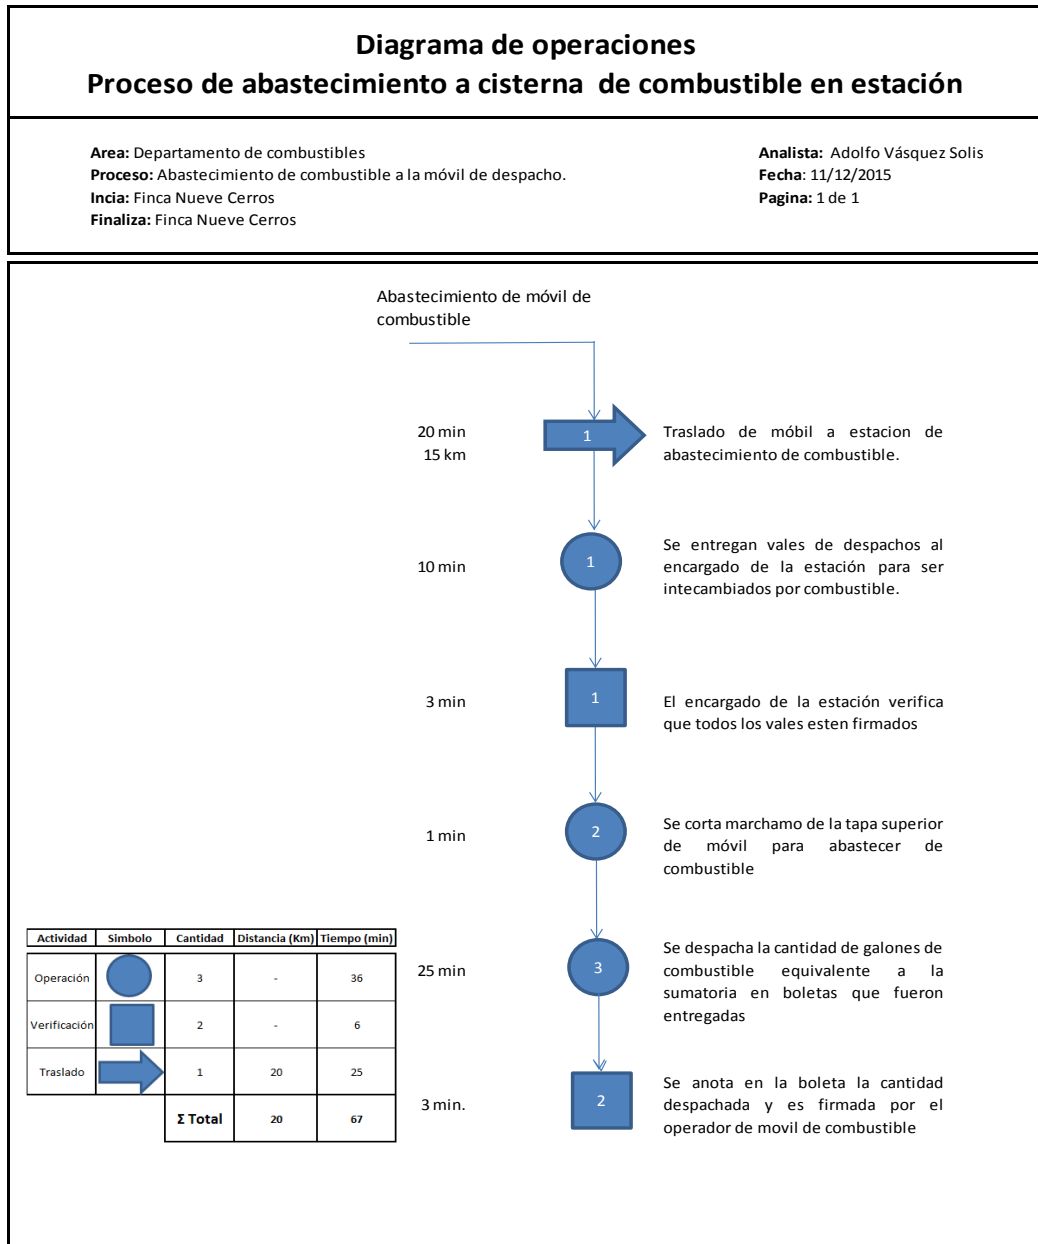 Diagrama de operaciones
Proceso de abastecimiento a cisterna de combustible en estación
Area: Departamento de combustibles
Proceso: Abastecimiento de combustible a la móvil de despacho.
Incia: Finca Nueve Cerros
Finaliza: Finca Nueve Cerros
Analista: Adolfo Vásquez Solis
Fecha: 11/12/2015
Pagina: 1 de 1
Abastecimiento de móvil de
combustible
20 min
15 km
1
Traslado de móbil a estacion de
abastecimiento de combustible.
10 min
1
Se entregan vales de despachos al
encargado de la estación para ser
intecambiados por combustible.
3 min
1
El encargado de la estación verifica
que todos los vales esten firmados
1 min
2
Se corta marchamo de la tapa superior
de móvil para abastecer de
combustible
25 min
3
Se despacha la cantidad de galones de
combustible equivalente a la
sumatoria en boletas que fueron
entregadas
3 min.
2
Se anota en la boleta la cantidad
despachada y es firmada por el
operador de movil de combustible
Actividad Simbolo Cantidad Distancia (Km) Tiempo (min)
Operación 3 - 36
Verificación 2 - 6
Traslado 1 20 25
Σ Total 20 67